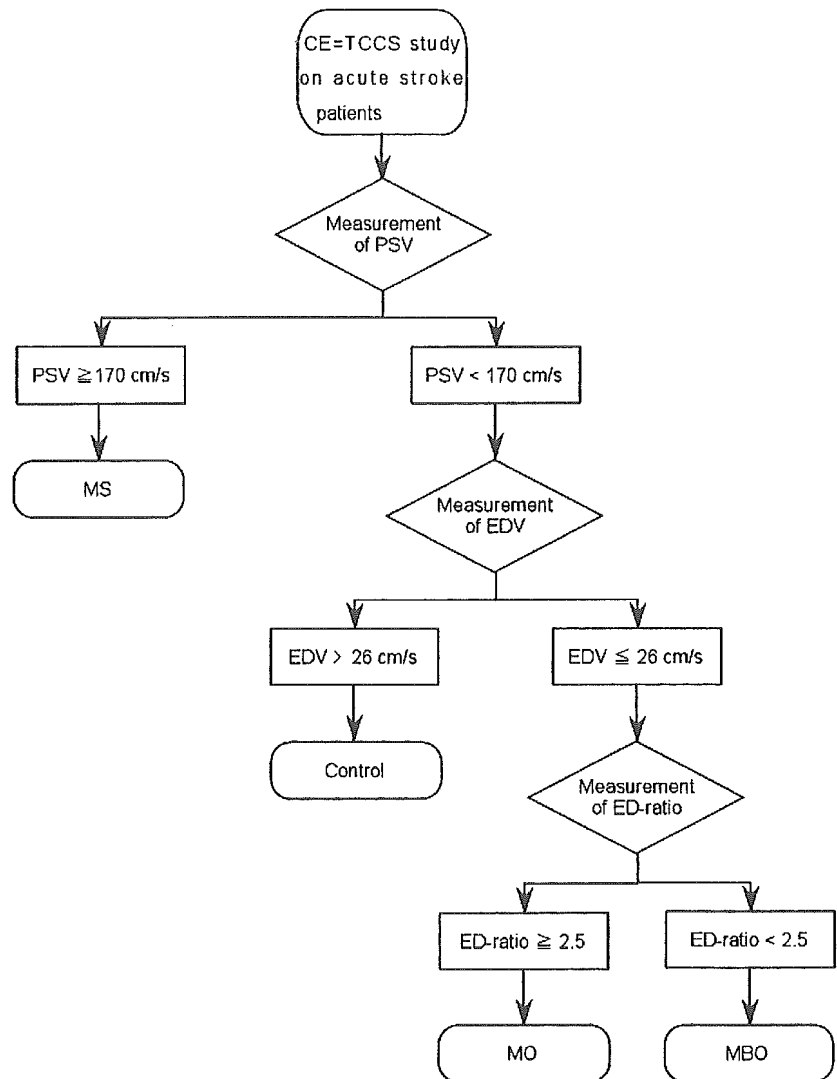 CE=TCCS study
on acute stroke
patients
Measurement
of PSV
PSV ≧ 170 cm/s
PSV < 170 cm/s
MS
Measurement
of EDV
EDV > 26 cm/s
EDV ≦ 26 cm/s
Control
Measurement
of ED-ratio
ED-ratio ≧ 2.5
ED-ratio < 2.5
MO
MBO